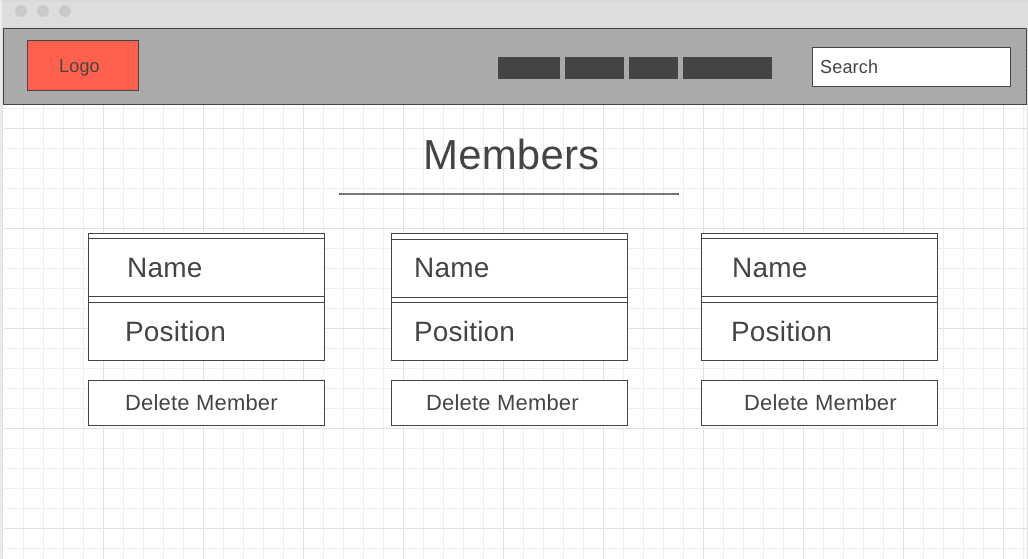 Logo
Search
Members
Name
Name
Name
Position
Position
Position
Delete Member
Delete Member
Delete Member